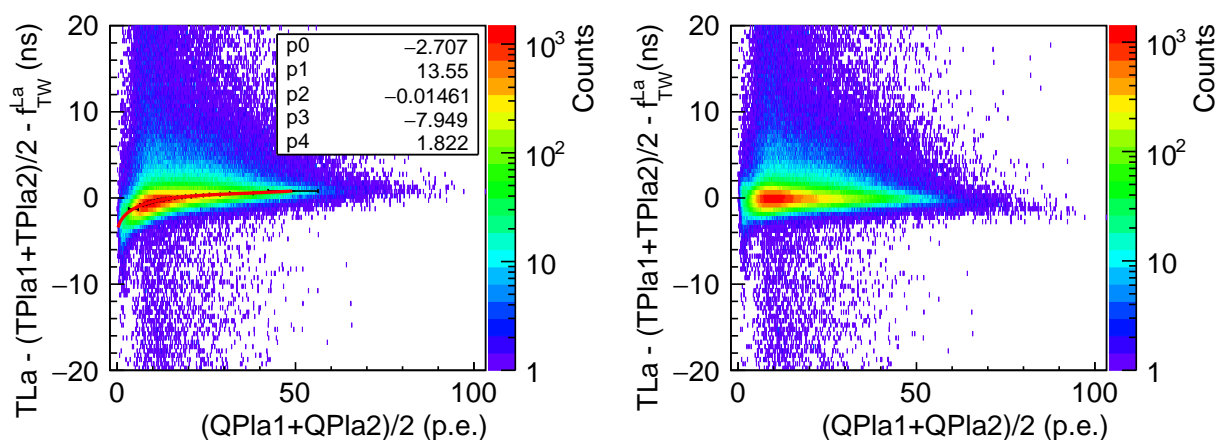 TLa - (TPla1+TPla2)/2 - f_TW^La (ns)
20
10
0
−10
−20
0
50
100
(QPla1+QPla2)/2 (p.e.)
p0 −2.707
p1 13.55
p2 −0.01461
p3 −7.949
p4 1.822
10^3
10^2
10
1
Counts
TLa - (TPla1+TPla2)/2 - f_TW^La (ns)
20
10
0
−10
−20
0
50
100
(QPla1+QPla2)/2 (p.e.)
10^3
10^2
10
1
Counts